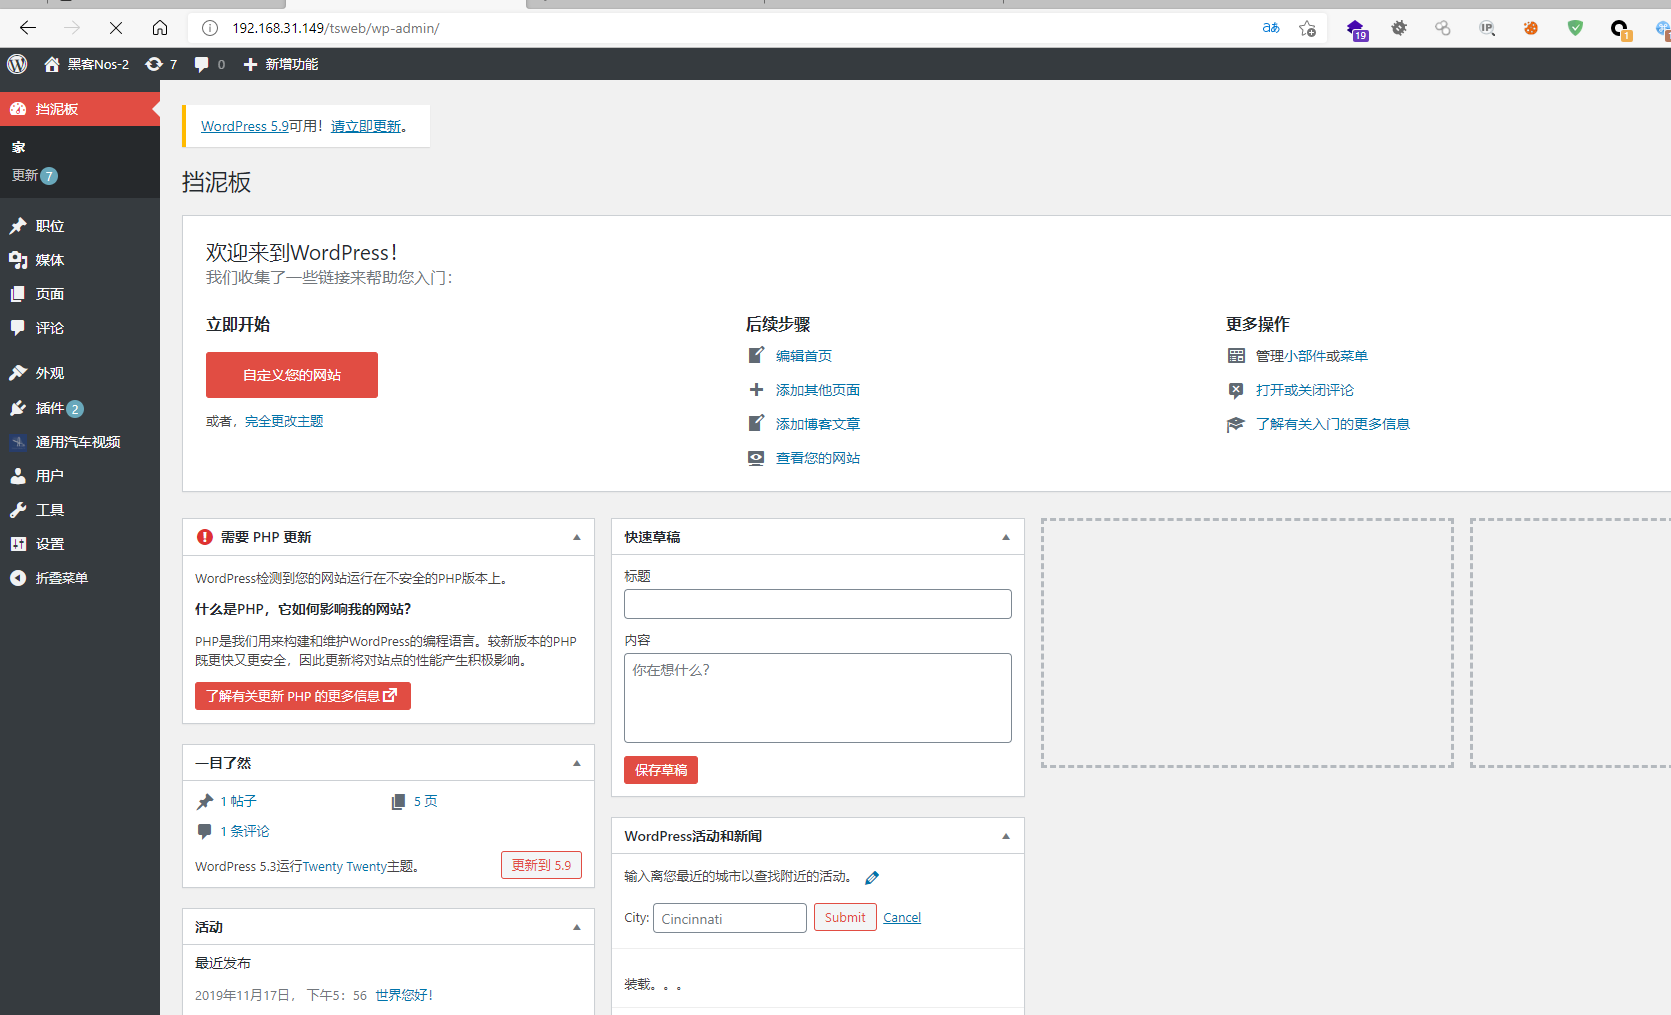 192.168.31.149/tsweb/wp-admin/
aあ
19
IP
1
黑客Nos-2
7
0
新增功能
挡泥板
家
更新 7
职位
媒体
页面
评论
外观
插件 2
通用汽车视频
用户
工具
设置
折叠菜单
WordPress 5.9可用！请立即更新。
挡泥板
欢迎来到WordPress！
我们收集了一些链接来帮助您入门：
立即开始
自定义您的网站
或者，完全更改主题
后续步骤
编辑首页
添加其他页面
添加博客文章
查看您的网站
更多操作
管理小部件或菜单
打开或关闭评论
了解有关入门的更多信息
需要 PHP 更新
WordPress检测到您的网站运行在不安全的PHP版本上。
什么是PHP，它如何影响我的网站？
PHP是我们用来构建和维护WordPress的编程语言。较新版本的PHP
既更快又更安全，因此更新将对站点的性能产生积极影响。
了解有关更新 PHP 的更多信息
一目了然
1 帖子
5 页
1 条评论
WordPress 5.3运行Twenty Twenty主题。
更新到 5.9
活动
最近发布
2019年11月17日， 下午5：56 世界您好！
快速草稿
标题
内容
你在想什么？
保存草稿
WordPress活动和新闻
输入离您最近的城市以查找附近的活动。
City: Cincinnati Submit Cancel
装载。。。